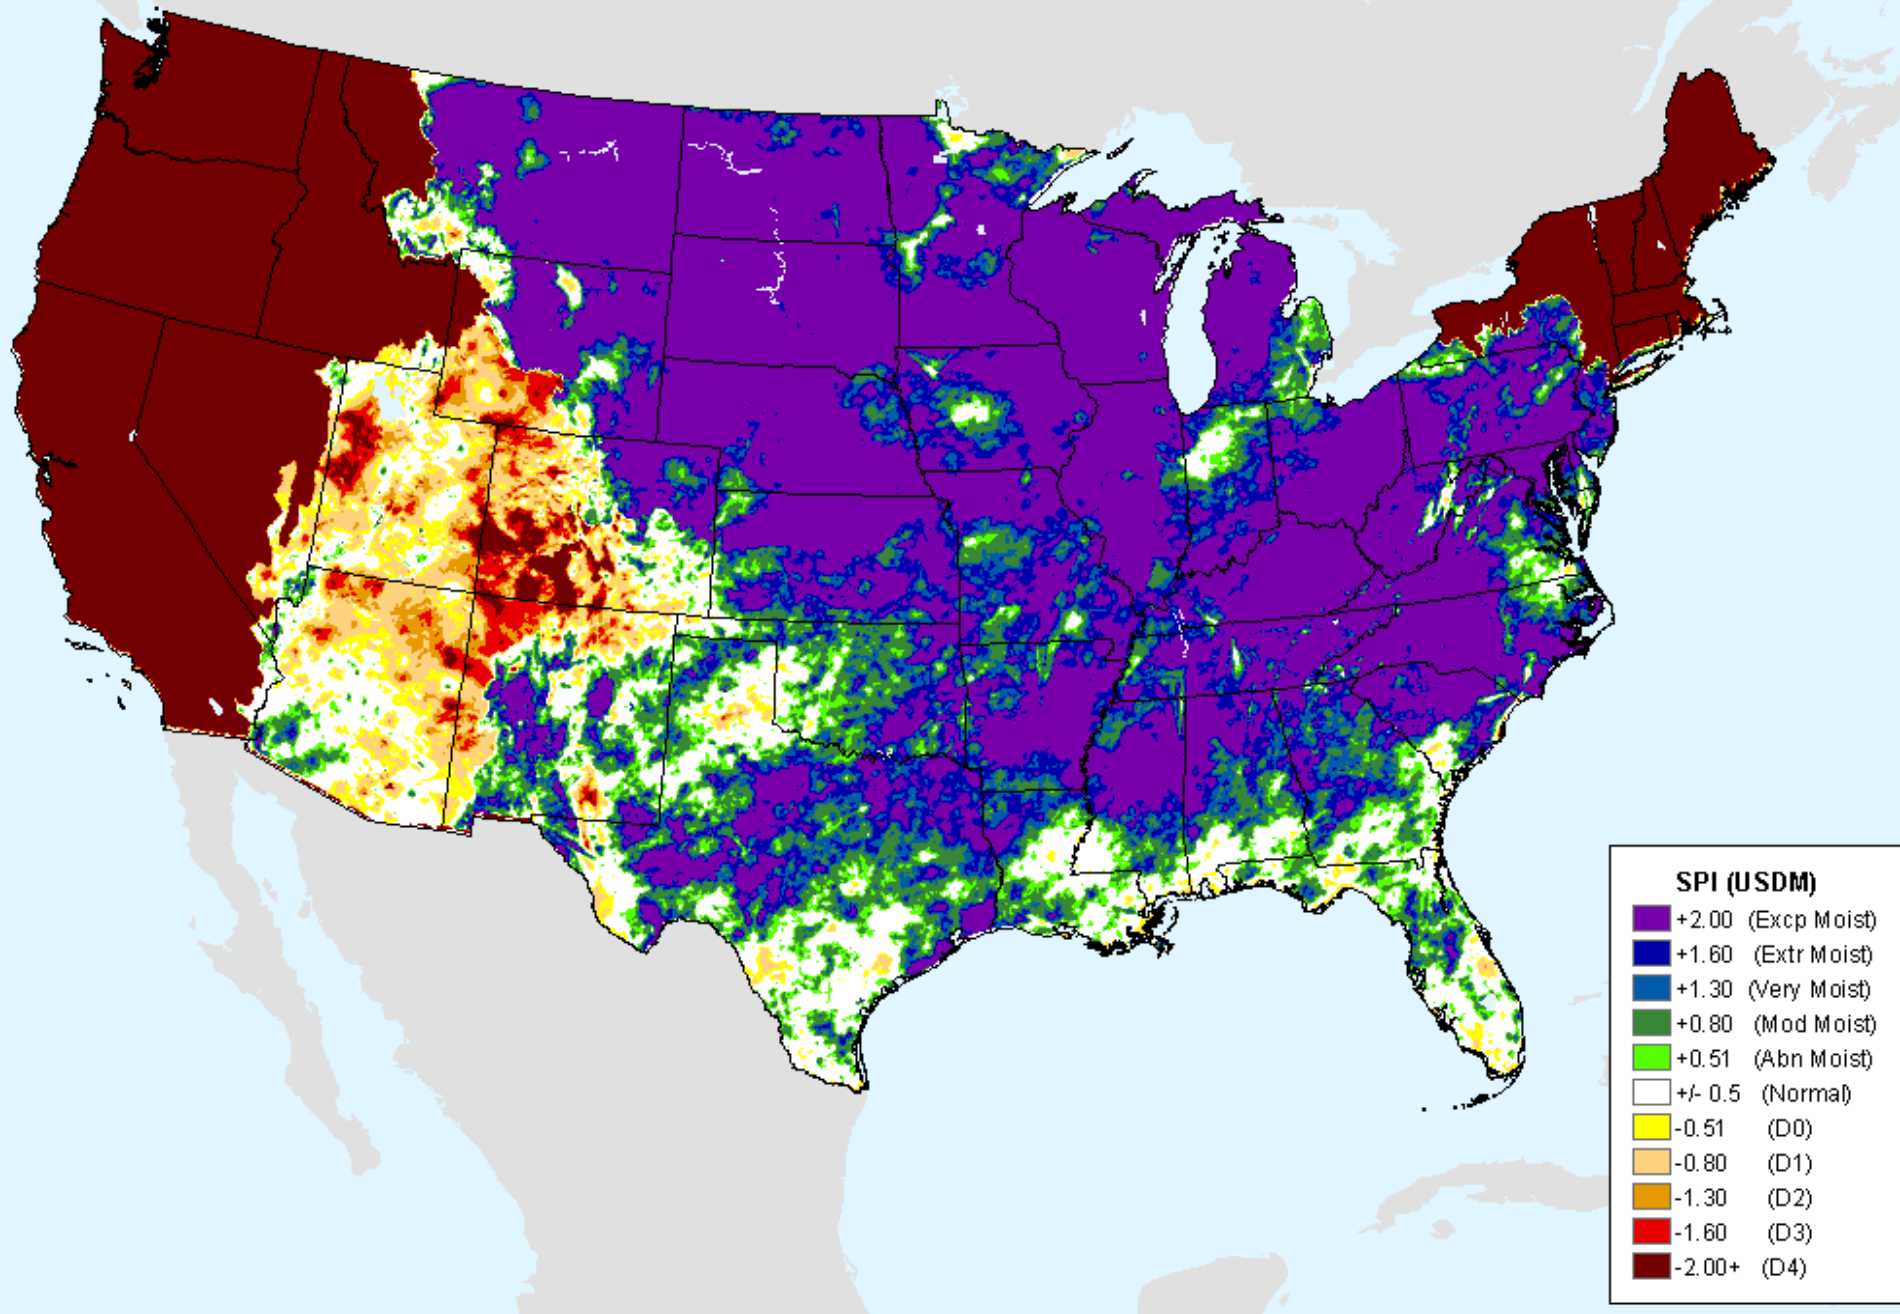 SPI (USDM)
+2.00 (Excp Moist)
+1.60 (Extr Moist)
+1.30 (Very Moist)
+0.80 (Mod Moist)
+0.51 (Abn Moist)
+/- 0.5 (Normal)
-0.51 (D0)
-0.80 (D1)
-1.30 (D2)
-1.60 (D3)
-2.00+ (D4)